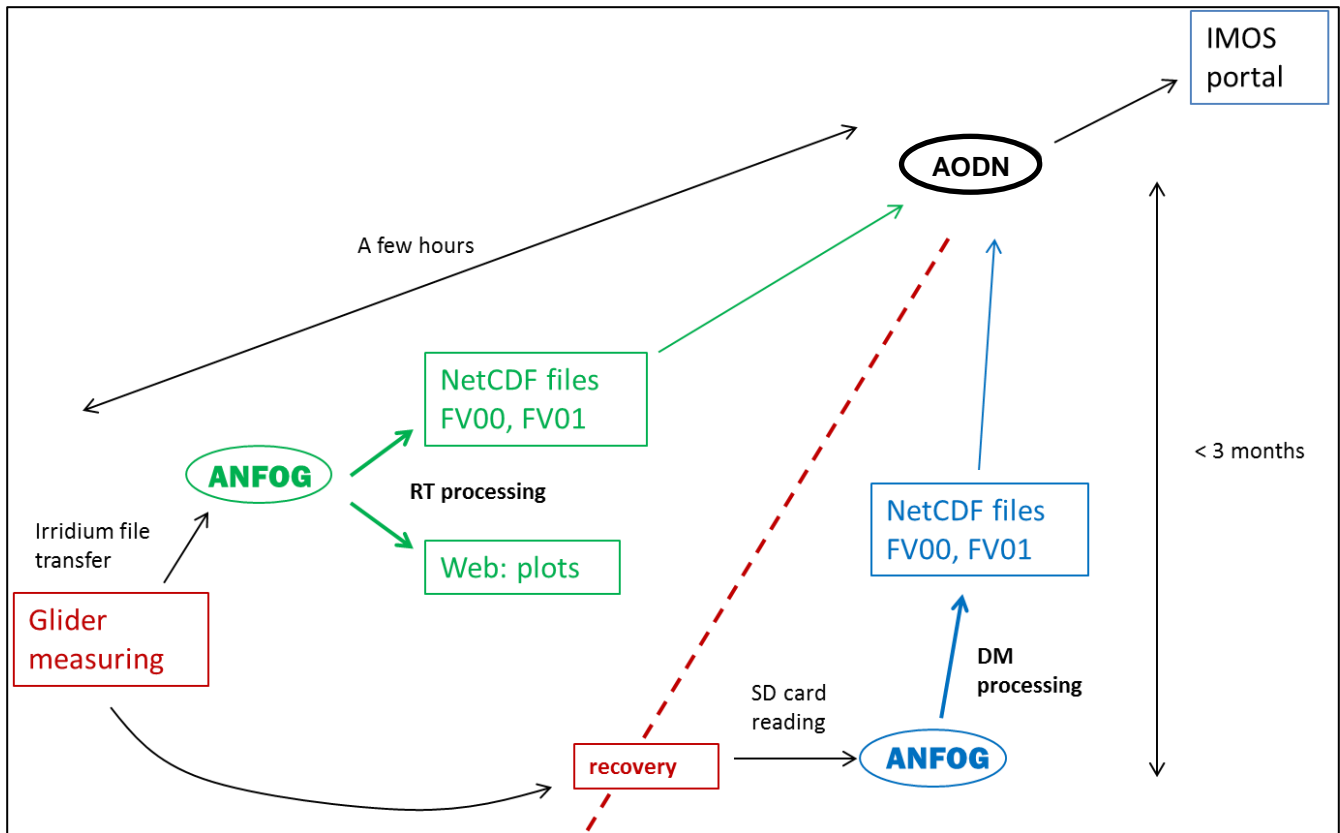 IMOS
portal
AODN
A few hours
NetCDF files
FV00, FV01
ANFOG
RT processing
< 3 months
Irridium file
transfer
Web: plots
NetCDF files
FV00, FV01
Glider
measuring
DM
processing
SD card
reading
recovery
ANFOG